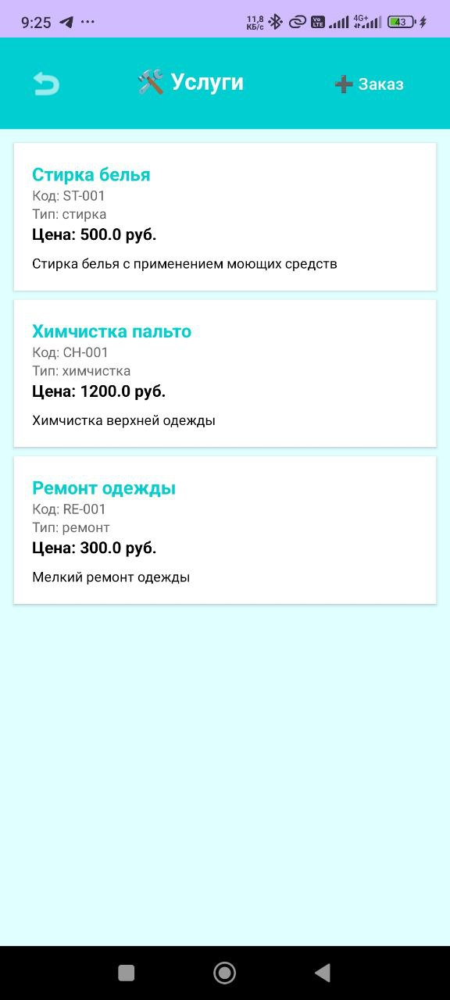 9:25 ... 11,8 КБ/с Vo LTE 4G+ 43
🛠 Услуги
➕ Заказ
Стирка белья
Код: ST-001
Тип: стирка
Цена: 500.0 руб.
Стирка белья с применением моющих средств
Химчистка пальто
Код: CH-001
Тип: химчистка
Цена: 1200.0 руб.
Химчистка верхней одежды
Ремонт одежды
Код: RE-001
Тип: ремонт
Цена: 300.0 руб.
Мелкий ремонт одежды